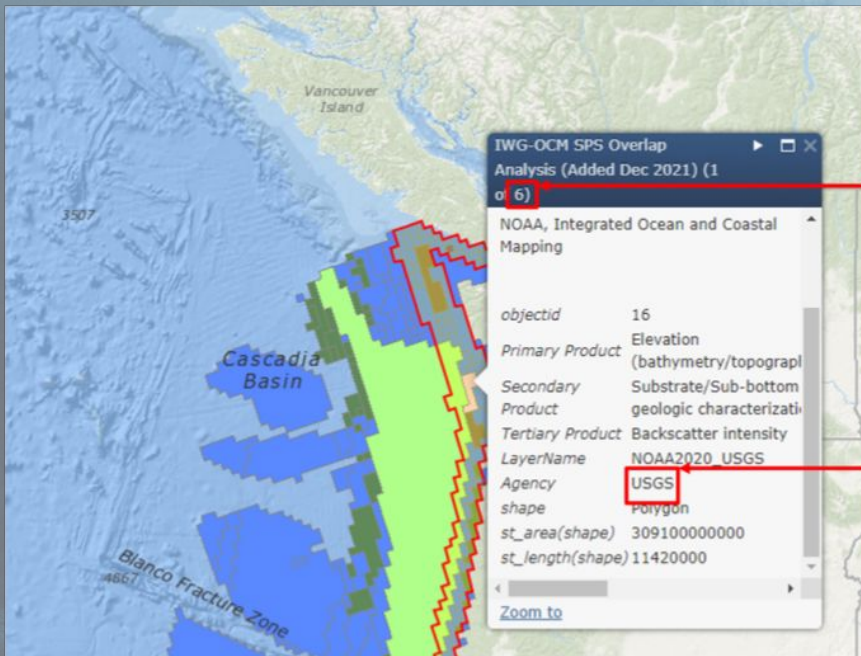 Vancouver
Island
3507
Cascadia
Basin
4667
Blanco Fracture Zone
IWG-OCM SPS Overlap
Analysis (Added Dec 2021) (1
of 6)
NOAA, Integrated Ocean and Coastal
Mapping
objectid 16
Primary Product Elevation
(bathymetry/topograpl
Secondary Substrate/Sub-bottom
Product geologic characterizati
Tertiary Product Backscatter intensity
LayerName NOAA2020_USGS
Agency USGS
shape Polygon
st_area(shape) 309100000000
st_length(shape) 11420000
Zoom to